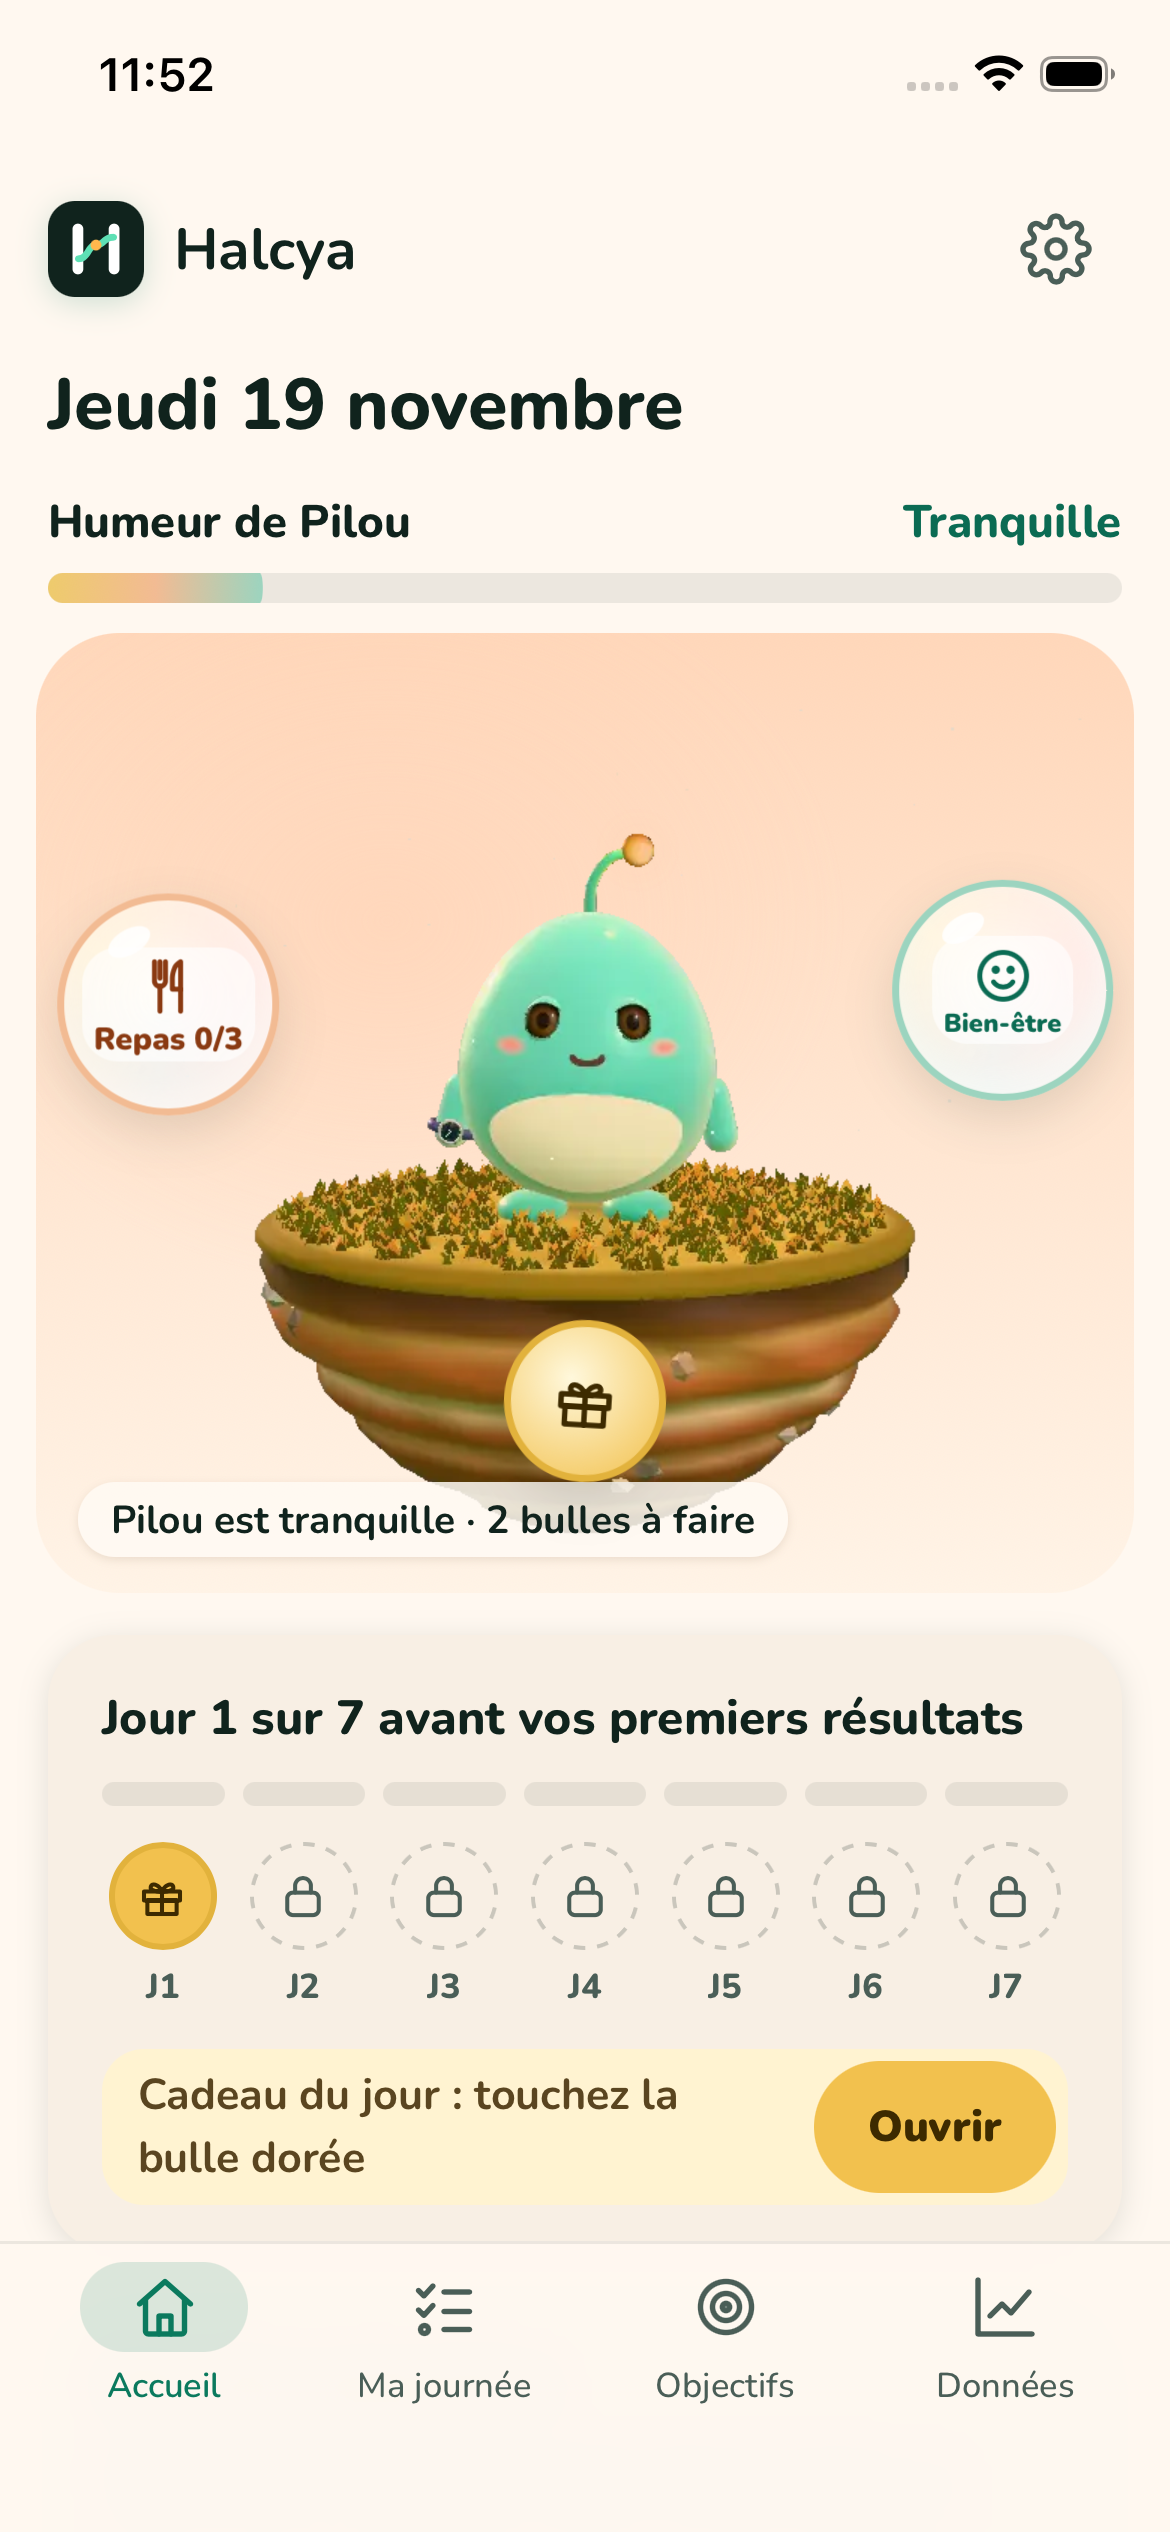 11:52
Halcya
Jeudi 19 novembre
Humeur de Pilou
Tranquille
Repas 0/3
Bien-être
Pilou est tranquille · 2 bulles à faire
Jour 1 sur 7 avant vos premiers résultats
J1
J2
J3
J4
J5
J6
J7
Cadeau du jour : touchez la
bulle dorée
Ouvrir
Accueil
Ma journée
Objectifs
Données